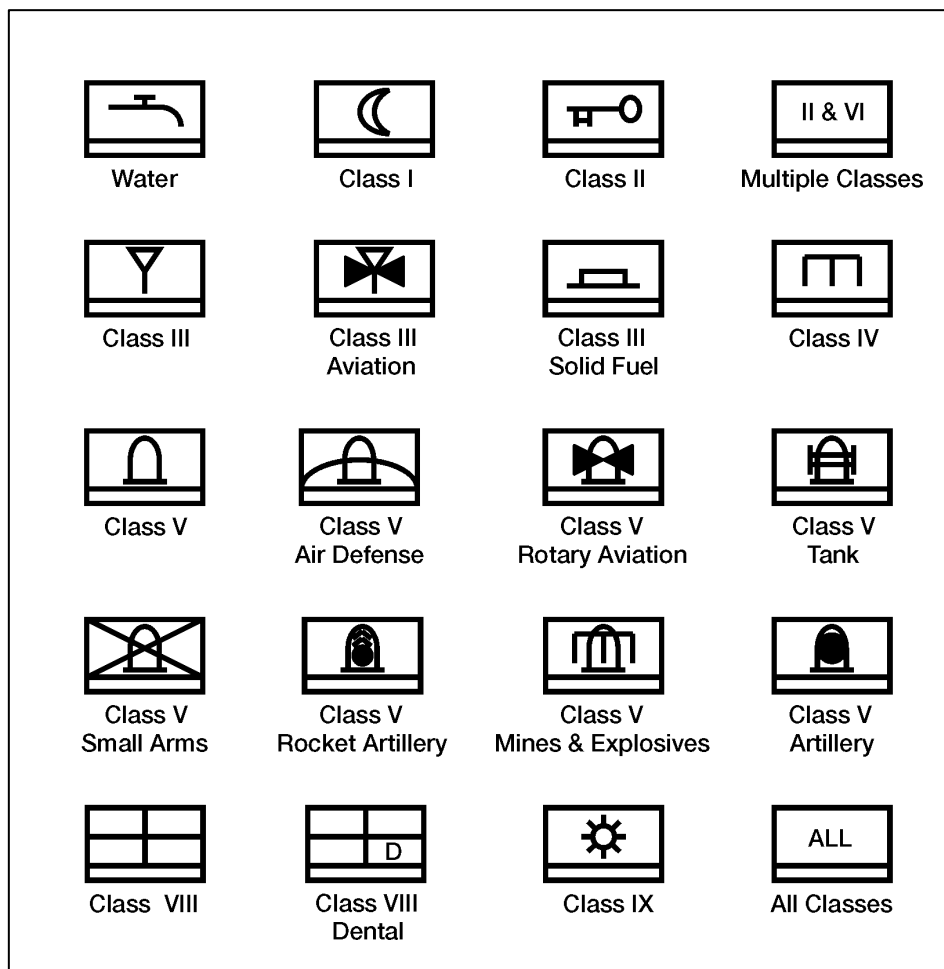 II & VI
Water
Class I
Class II
Multiple Classes
Class III
Class III
Aviation
Class III
Solid Fuel
Class IV
Class V
Class V
Air Defense
Class V
Rotary Aviation
Class V
Tank
Class V
Small Arms
Class V
Rocket Artillery
Class V
Mines & Explosives
Class V
Artillery
D
ALL
Class VIII
Class VIII
Dental
Class IX
All Classes